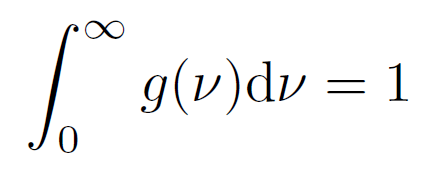 ∫₀^∞ g(ν)dν = 1